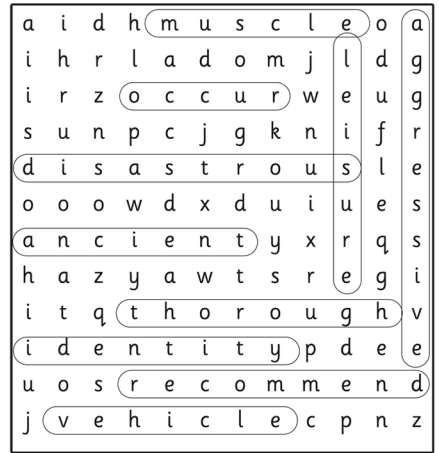 a i d h m u s c l e o a
i h r l a d o m j l d g
i r z o c c u r w e u g
s u n p c j g k n i f r
d i s a s t r o u s l e
o o o w d x d u i u e s
a n c i e n t y x r q s
h a z y a w t s r e g i
i t q t h o r o u g h v
i d e n t i t y p d e e
u o s r e c o m m e n d
j v e h i c l e c p n z